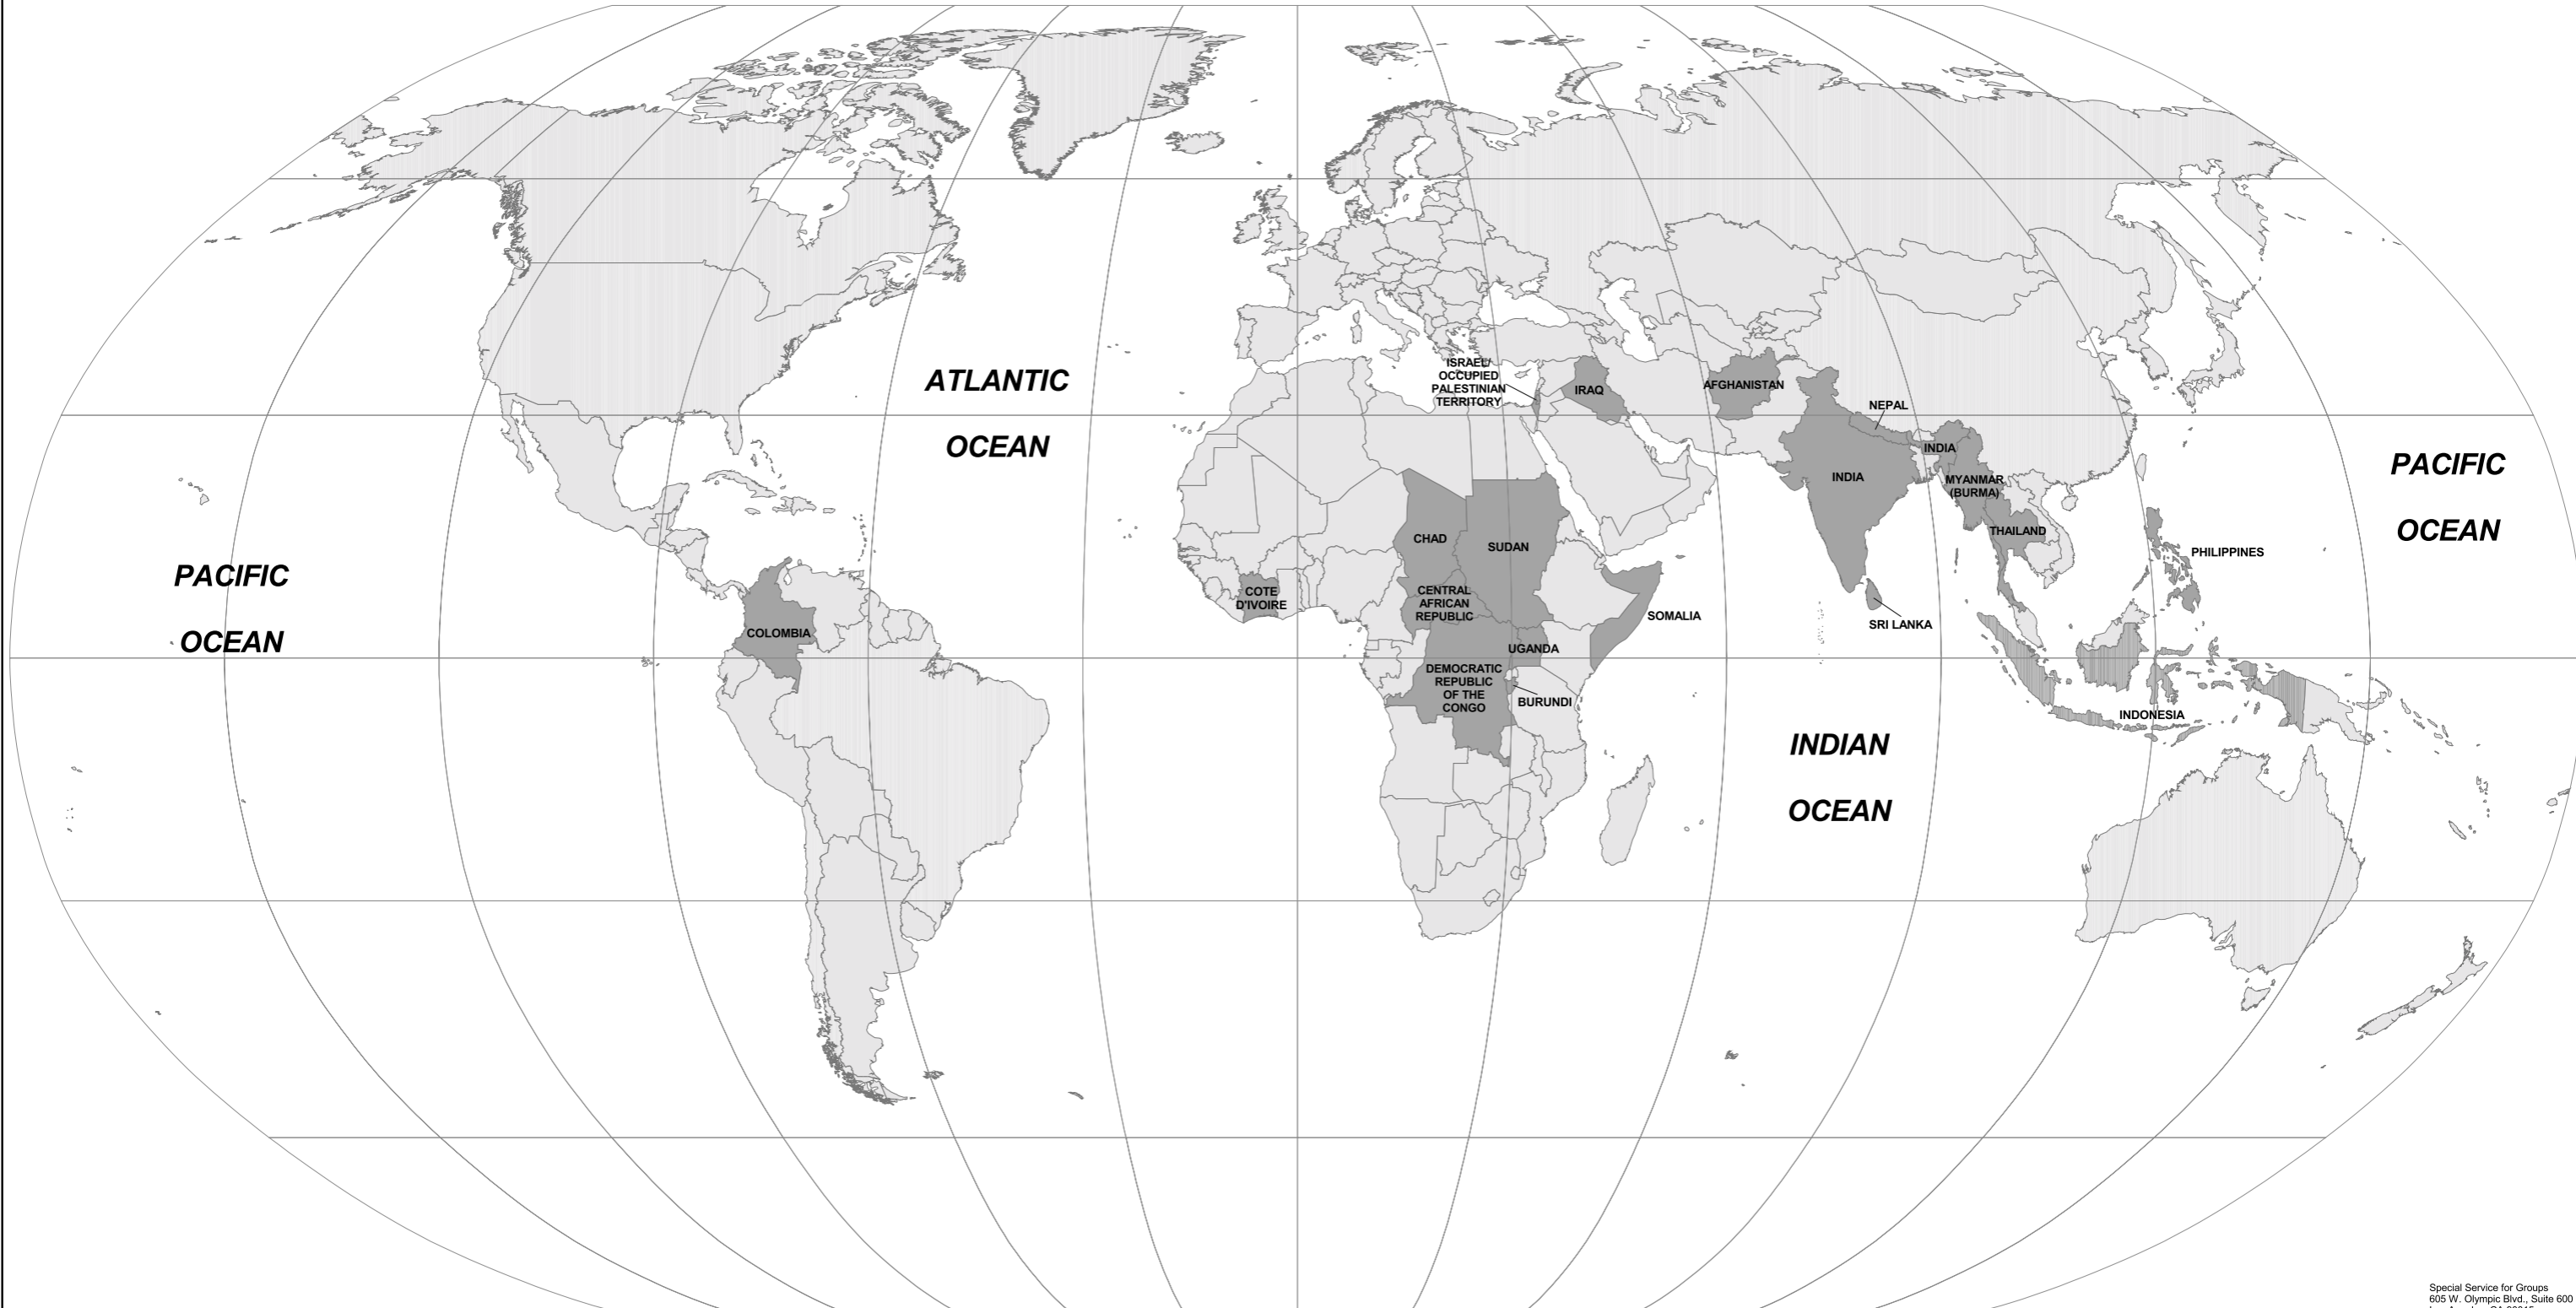 ATLANTIC
OCEAN
PACIFIC
OCEAN
PACIFIC
OCEAN
INDIAN
OCEAN
ISRAEL/
OCCUPIED
PALESTINIAN
TERRITORY
IRAQ
AFGHANISTAN
NEPAL
INDIA
INDIA
MYANMAR
(BURMA)
THAILAND
PHILIPPINES
SRI LANKA
INDONESIA
CHAD
SUDAN
COTE
D'IVOIRE
CENTRAL
AFRICAN
REPUBLIC
SOMALIA
UGANDA
DEMOCRATIC
REPUBLIC
OF THE
CONGO
BURUNDI
COLOMBIA
Special Service for Groups
605 W. Olympic Blvd., Suite 600